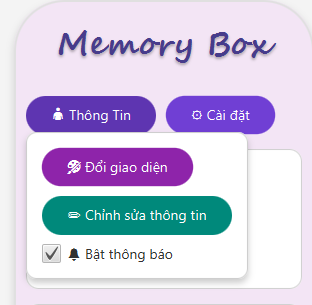 Memory Box
Thông Tin
Cài đặt
Đổi giao diện
Chỉnh sửa thông tin
Bật thông báo